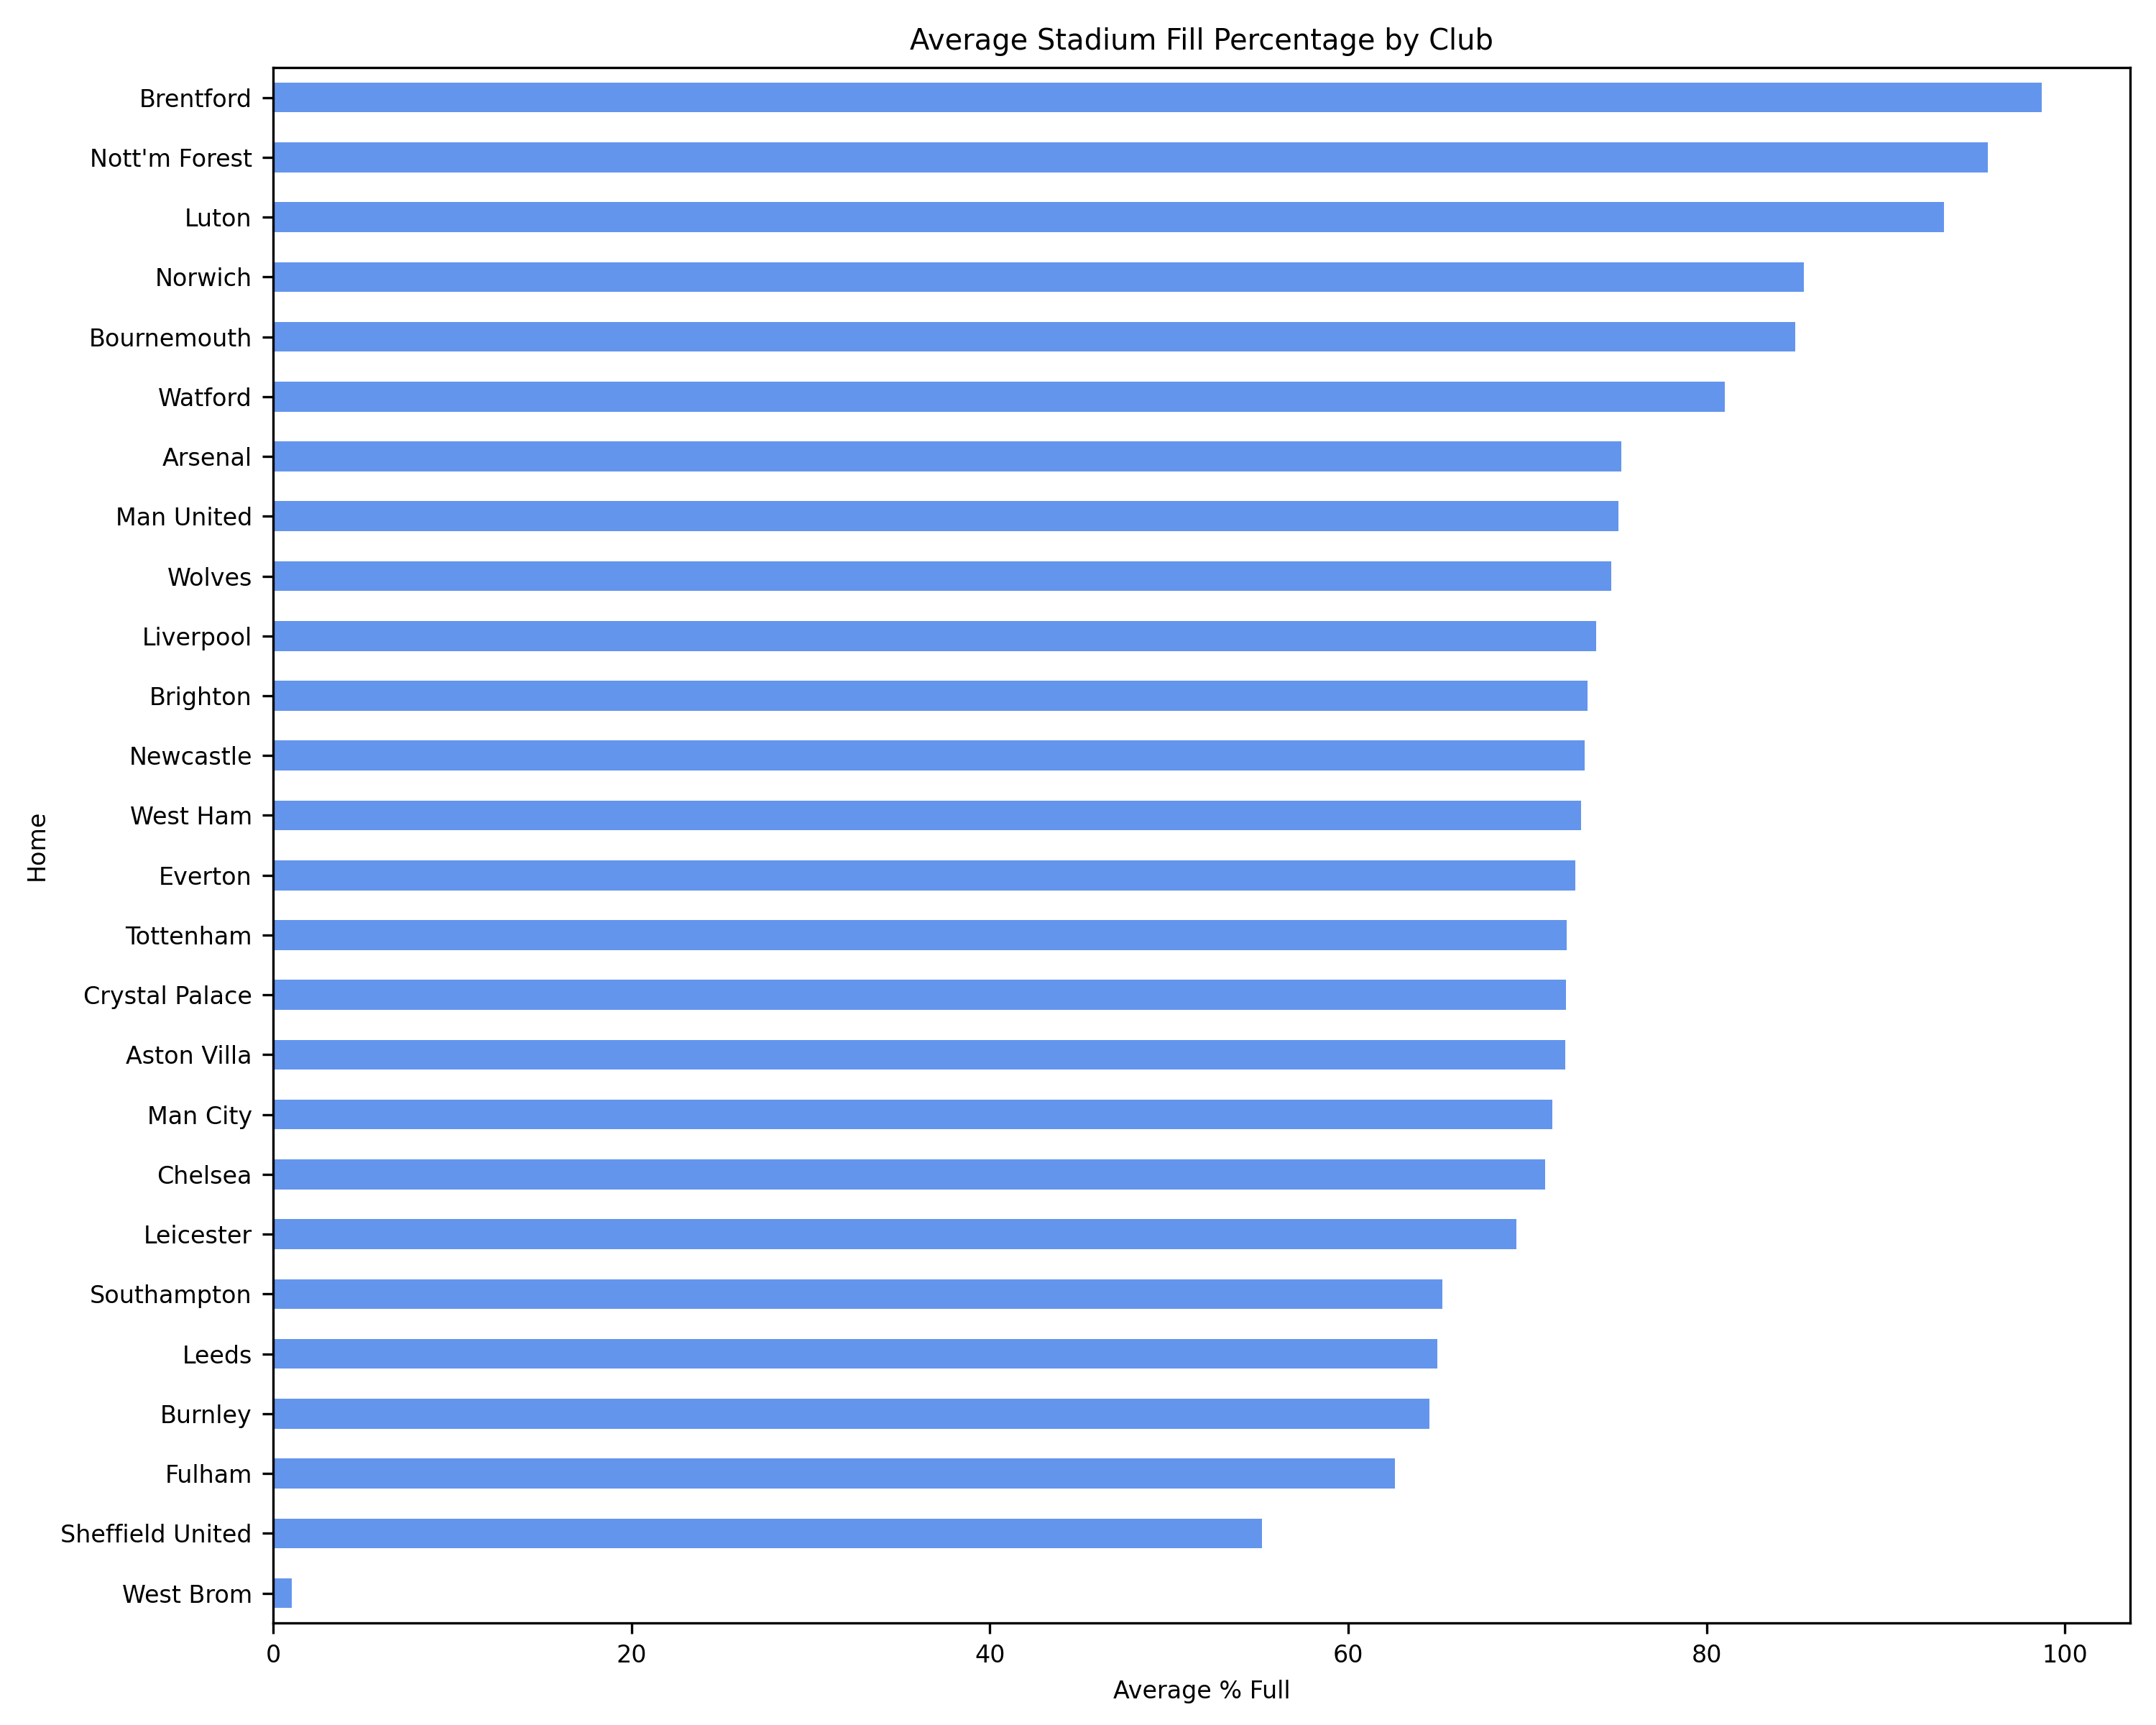 Average Stadium Fill Percentage by Club
Brentford
Nott'm Forest
Luton
Norwich
Bournemouth
Watford
Arsenal
Man United
Wolves
Liverpool
Brighton
Newcastle
West Ham
Everton
Tottenham
Crystal Palace
Aston Villa
Man City
Chelsea
Leicester
Southampton
Leeds
Burnley
Fulham
Sheffield United
West Brom
Home
0 20 40 60 80 100
Average % Full